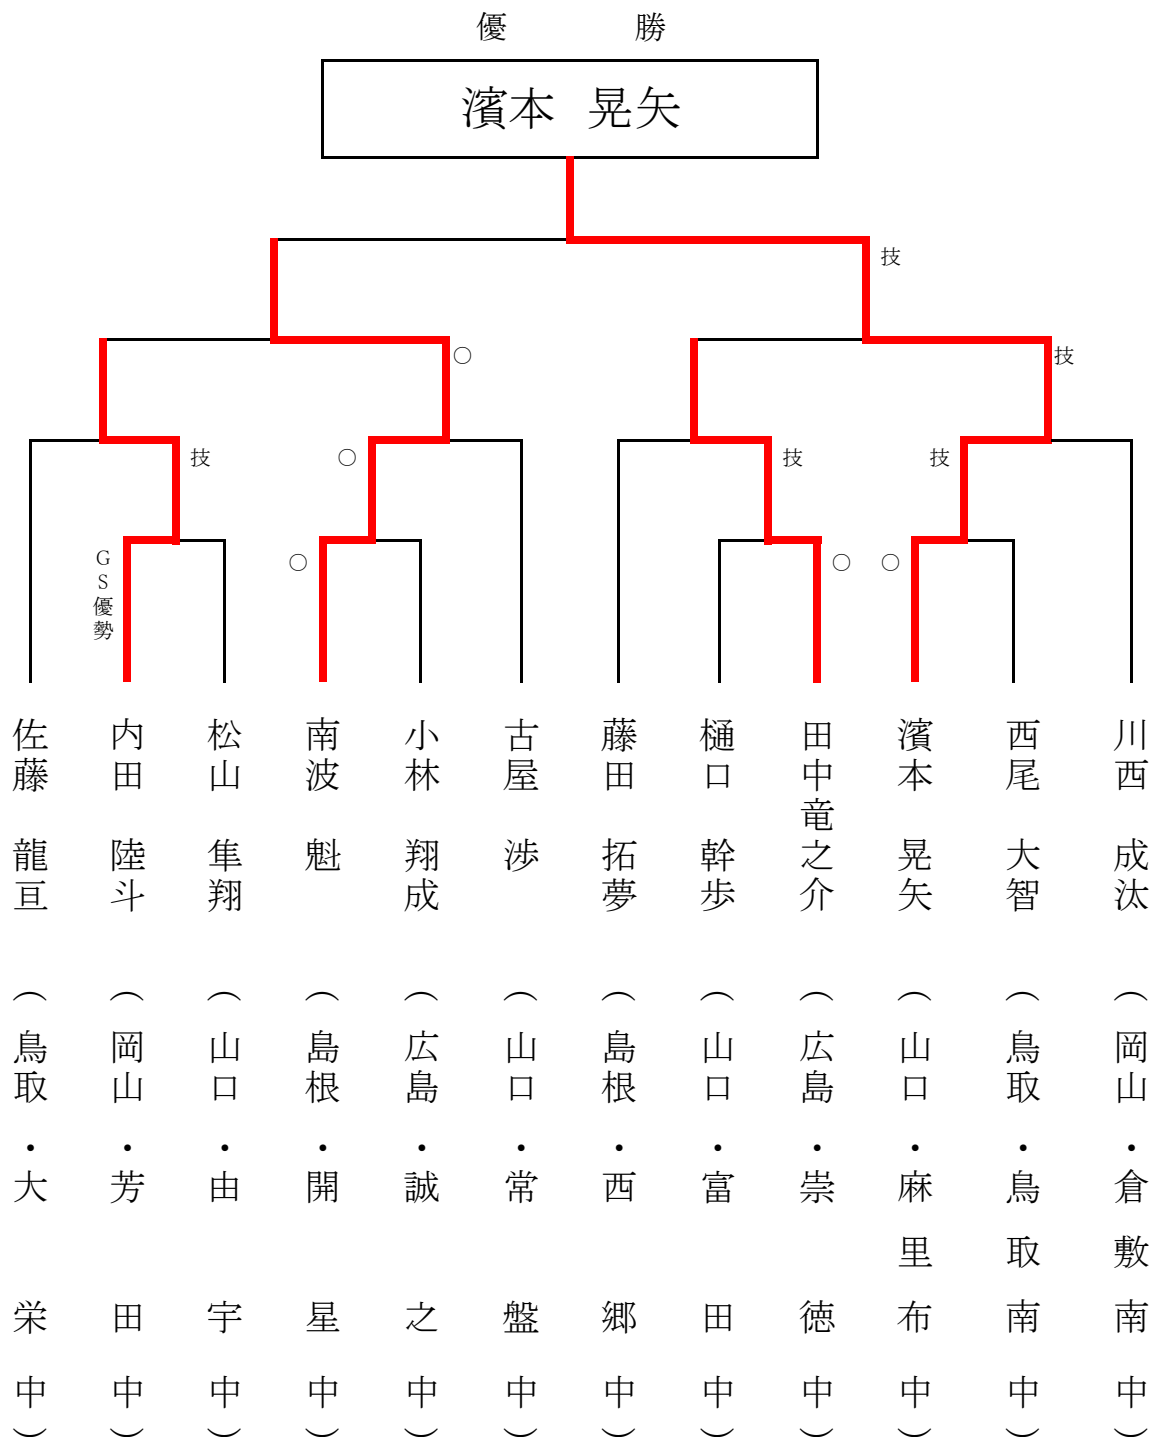 優 勝
濱本 晃矢
技
〇
技
技
〇
技
技
GS優勢
〇
〇
〇
佐藤 龍亘 (鳥取・大栄中)
内田 陸斗 (岡山・芳田中)
松山 隼翔 (山口・由宇中)
南波 魁 (島根・開星中)
小林 翔成 (広島・誠之中)
古屋 渉 (山口・常盤中)
藤田 拓夢 (島根・西郷中)
樋口 幹歩 (山口・富田中)
田中竜之介 (広島・崇徳中)
濱本 晃矢 (山口・麻里布中)
西尾 大智 (鳥取・鳥取南中)
川西 成汰 (岡山・倉敷南中)